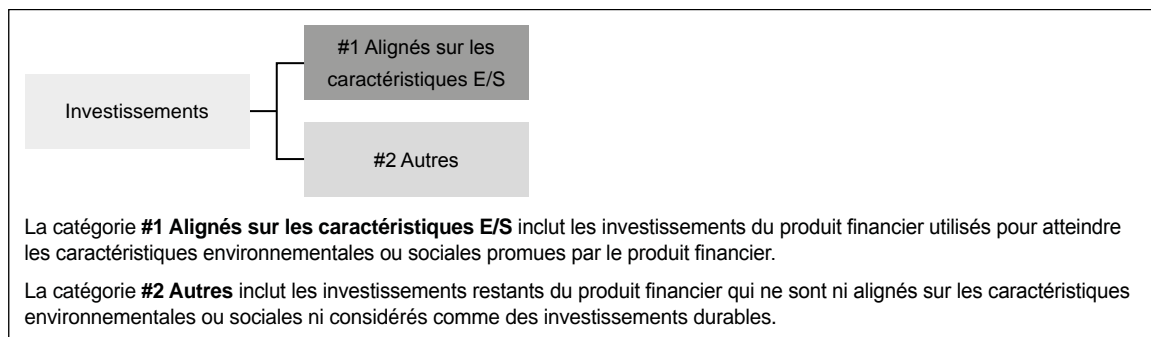 #1 Alignés sur les
caractéristiques E/S
Investissements
#2 Autres
La catégorie #1 Alignés sur les caractéristiques E/S inclut les investissements du produit financier utilisés pour atteindre
les caractéristiques environnementales ou sociales promues par le produit financier.
La catégorie #2 Autres inclut les investissements restants du produit financier qui ne sont ni alignés sur les caractéristiques
environnementales ou sociales ni considérés comme des investissements durables.